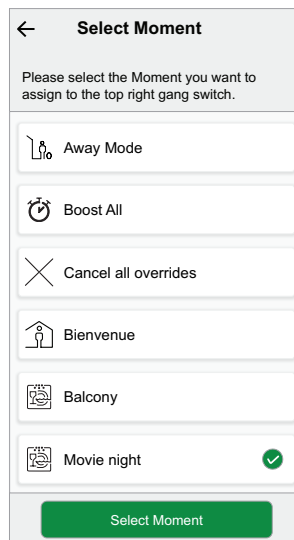 Select Moment
Please select the Moment you want to
assign to the top right gang switch.
Away Mode
Boost All
Cancel all overrides
Bienvenue
Balcony
Movie night
Select Moment